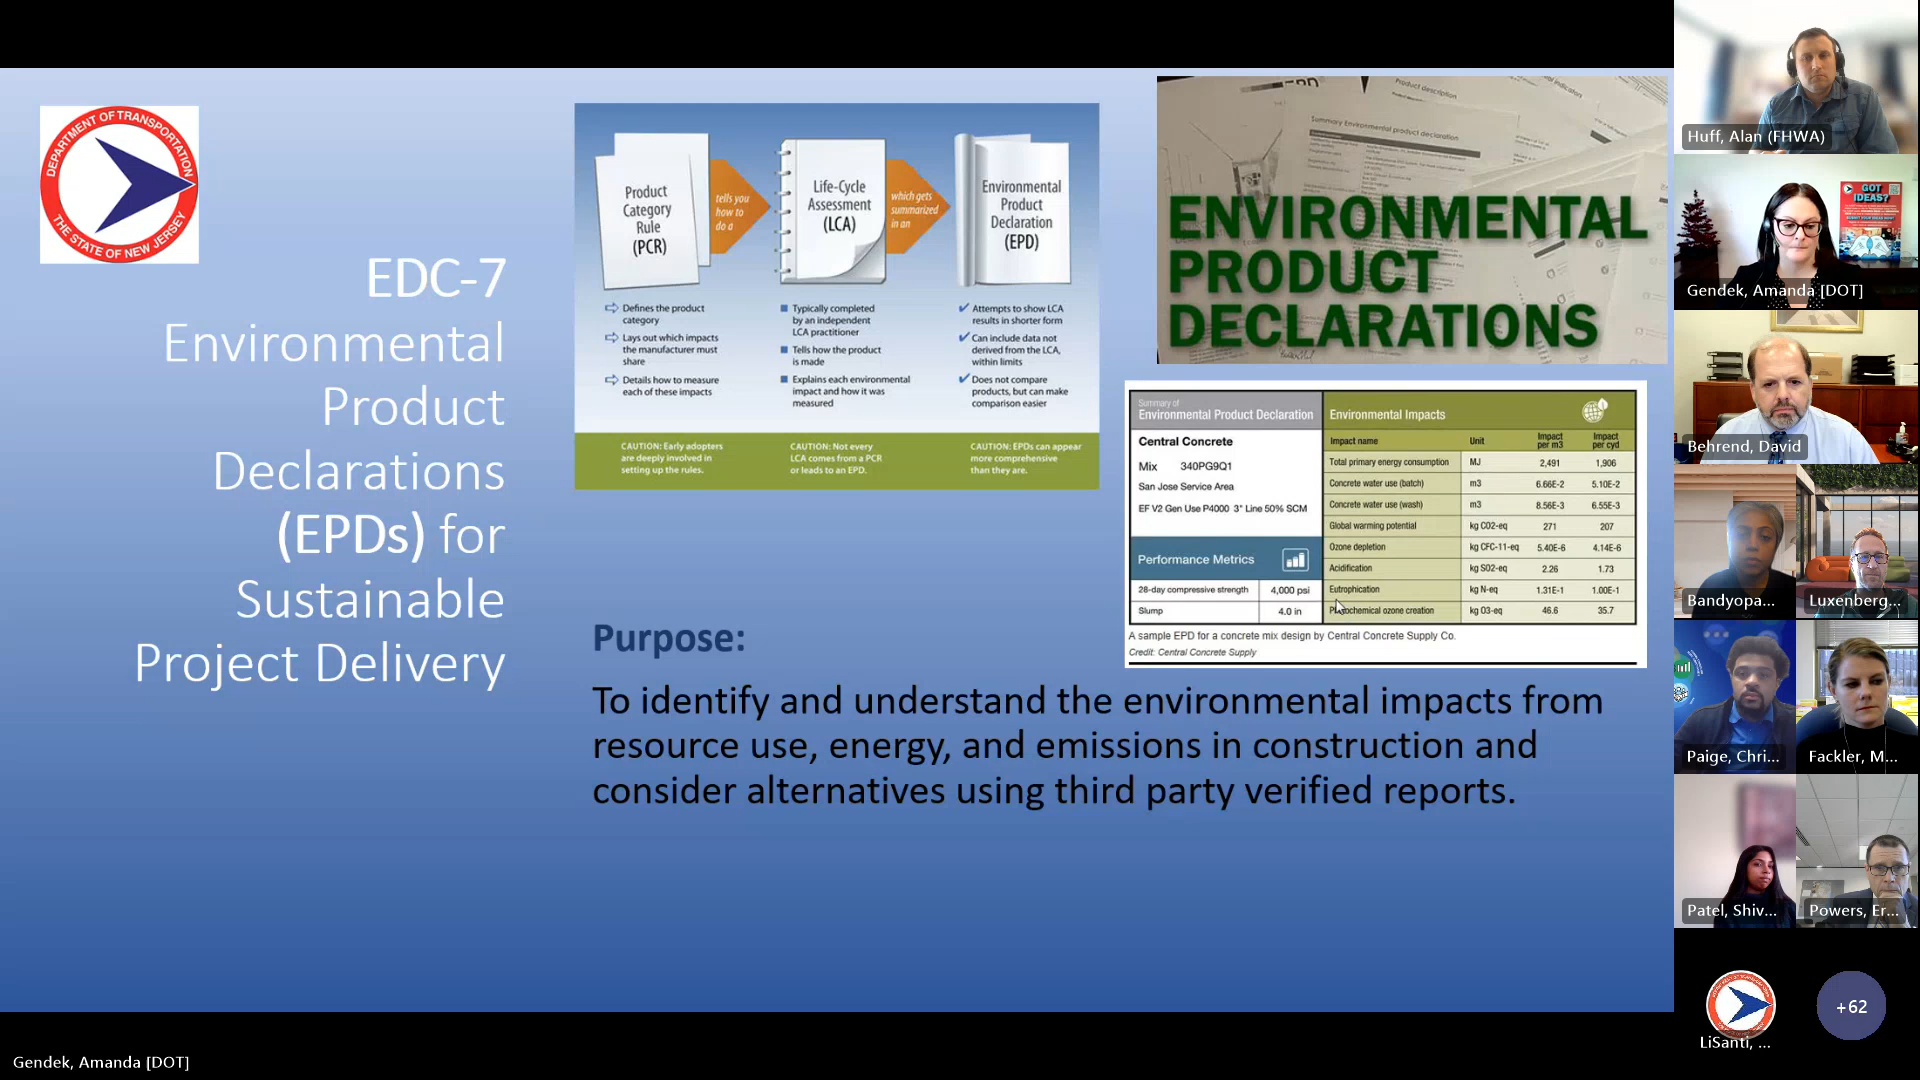 DEPARTMENT OF TRANSPORTATION
THE STATE OF NEW JERSEY
EDC-7
Environmental
Product
Declarations
(EPDs) for
Sustainable
Project Delivery
Product
Category
Rule
(PCR)
tells you
how to
do a
Life-Cycle
Assessment
(LCA)
which gets
summarized
in an
Environmental
Product
Declaration
(EPD)
Defines the product
category
Lays out which impacts
the manufacturer must
share
Details how to measure
each of these impacts
Typically completed
by an independent
LCA practitioner
Tells how the product
is made
Explains each environmental
impact and how it was
measured
Attempts to show LCA
results in shorter form
Can include data not
derived from the LCA,
within limits
Does not compare
products, but can make
comparison easier
CAUTION: Early adopters
are deeply involved in
setting up the rules.
CAUTION: Not every
LCA comes from a PCR
or leads to an EPD.
CAUTION: EPDs can appear
more comprehensive
than they are.
Product description
Summary Environmental product declaration
ENVIRONMENTAL
PRODUCT
DECLARATIONS
Summary of
Environmental Product Declaration
Central Concrete
Mix 340PG9Q1
San Jose Service Area
EF V2 Gen Use P4000 3" Line 50% SCM
Performance Metrics
28-day compressive strength 4,000 psi
Slump 4.0 in
Environmental Impacts
Impact name Unit Impact per m3 Impact per cyd
Total primary energy consumption MJ 2,491 1,906
Concrete water use (batch) m3 6.66E-2 5.10E-2
Concrete water use (wash) m3 8.56E-3 6.55E-3
Global warming potential kg CO2-eq 271 207
Ozone depletion kg CFC-11-eq 5.40E-6 4.14E-6
Acidification kg SO2-eq 2.26 1.73
Eutrophication kg N-eq 1.31E-1 1.00E-1
Photochemical ozone creation kg O3-eq 46.6 35.7
A sample EPD for a concrete mix design by Central Concrete Supply Co.
Credit: Central Concrete Supply
Purpose:
To identify and understand the environmental impacts from
resource use, energy, and emissions in construction and
consider alternatives using third party verified reports.
Huff, Alan (FHWA)
GOT
IDEAS?
Gendek, Amanda [DOT]
Behrend, David
Bandyopa...
Luxenberg...
Paige, Chri...
Fackler, M...
Patel, Shiv...
Powers, Er...
LiSanti, ...
+62
Gendek, Amanda [DOT]